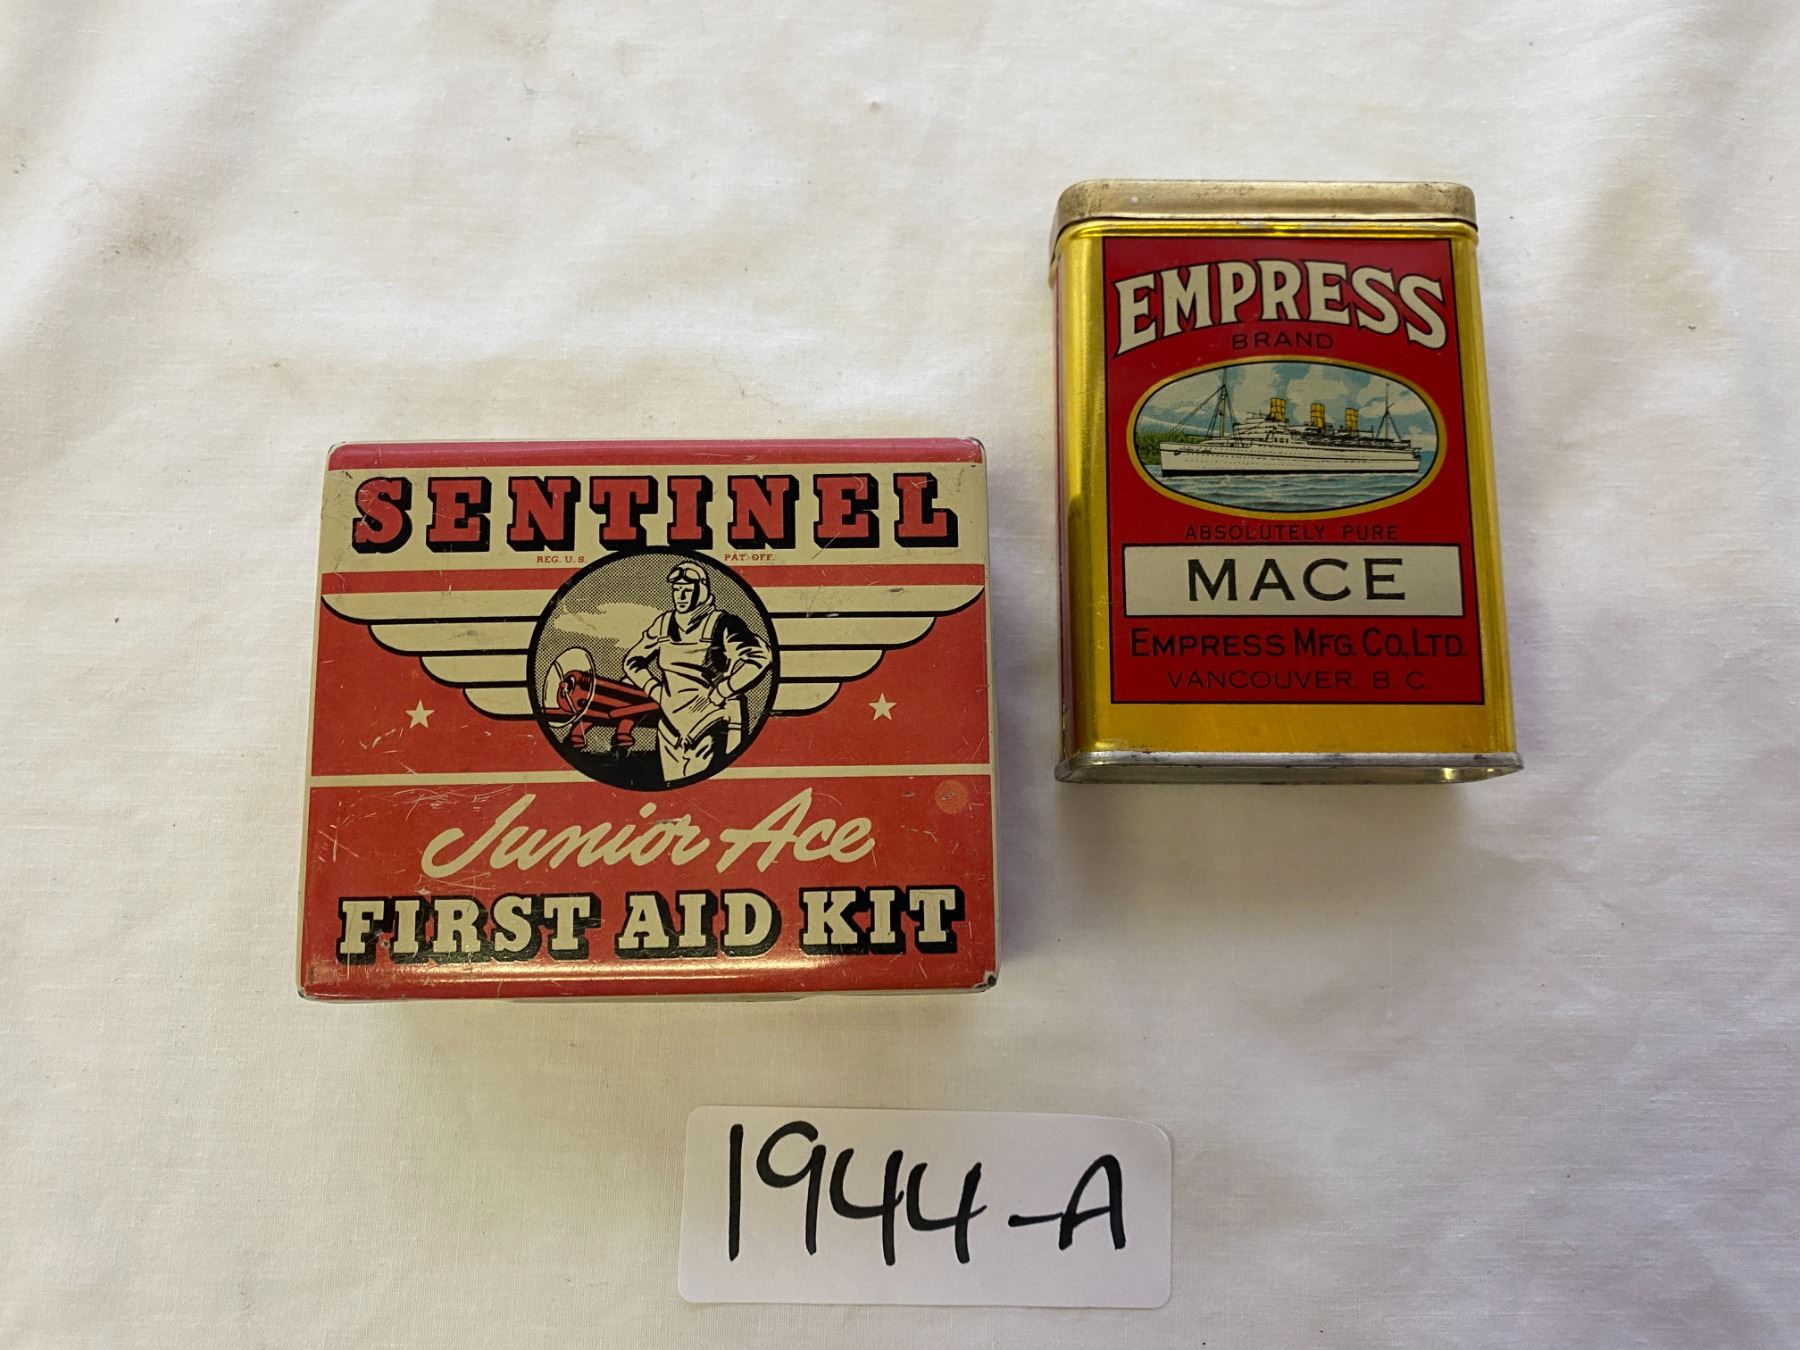 SENTINEL
REG. U.S. PAT. OFF.
Junior Ace
FIRST AID KIT
EMPRESS
BRAND
ABSOLUTELY PURE
MACE
EMPRESS MFG. CO., LTD.
VANCOUVER. B. C.
1944-A